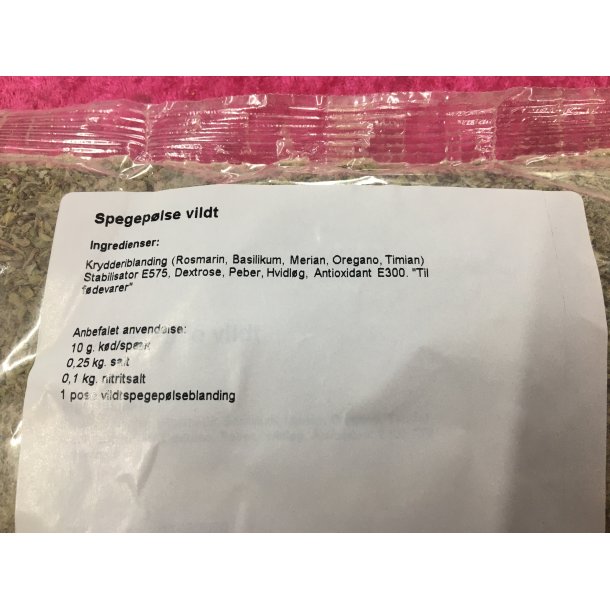 Spegepølse vildt
Ingredienser:
Krydderiblanding (Rosmarin, Basilikum, Merian, Oregano, Timian)
Stabilisator E575, Dextrose, Peber, Hvidløg, Antioxidant E300. "Til
fødevarer"
Anbefalet anvendelse:
10 g. kød/spæk
0,25 kg. salt
0,1 kg. nitritsalt
1 pose vildtspegepølseblanding